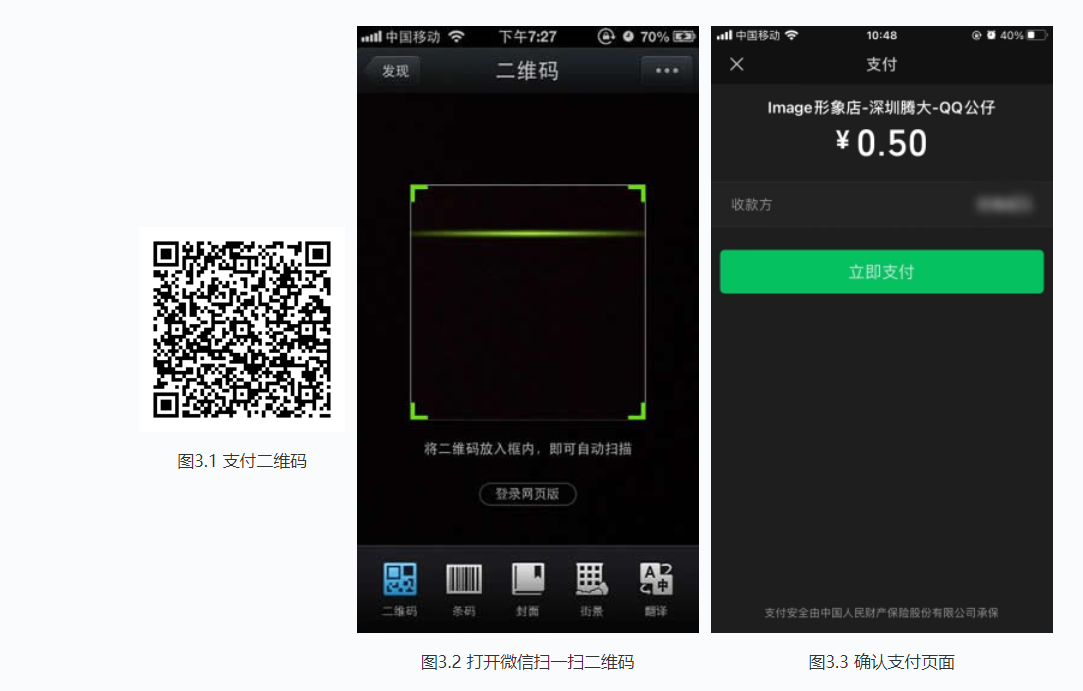 图3.1 支付二维码
中国移动 下午7:27 70%
发现 二维码
将二维码放入框内，即可自动扫描
登录网页版
二维码 条码 封面 街景 翻译
A 中
图3.2 打开微信扫一扫二维码
中国移动 10:48 40%
支付
Image形象店-深圳腾大-QQ公仔
¥0.50
收款方
立即支付
支付安全由中国人民财产保险股份有限公司承保
图3.3 确认支付页面